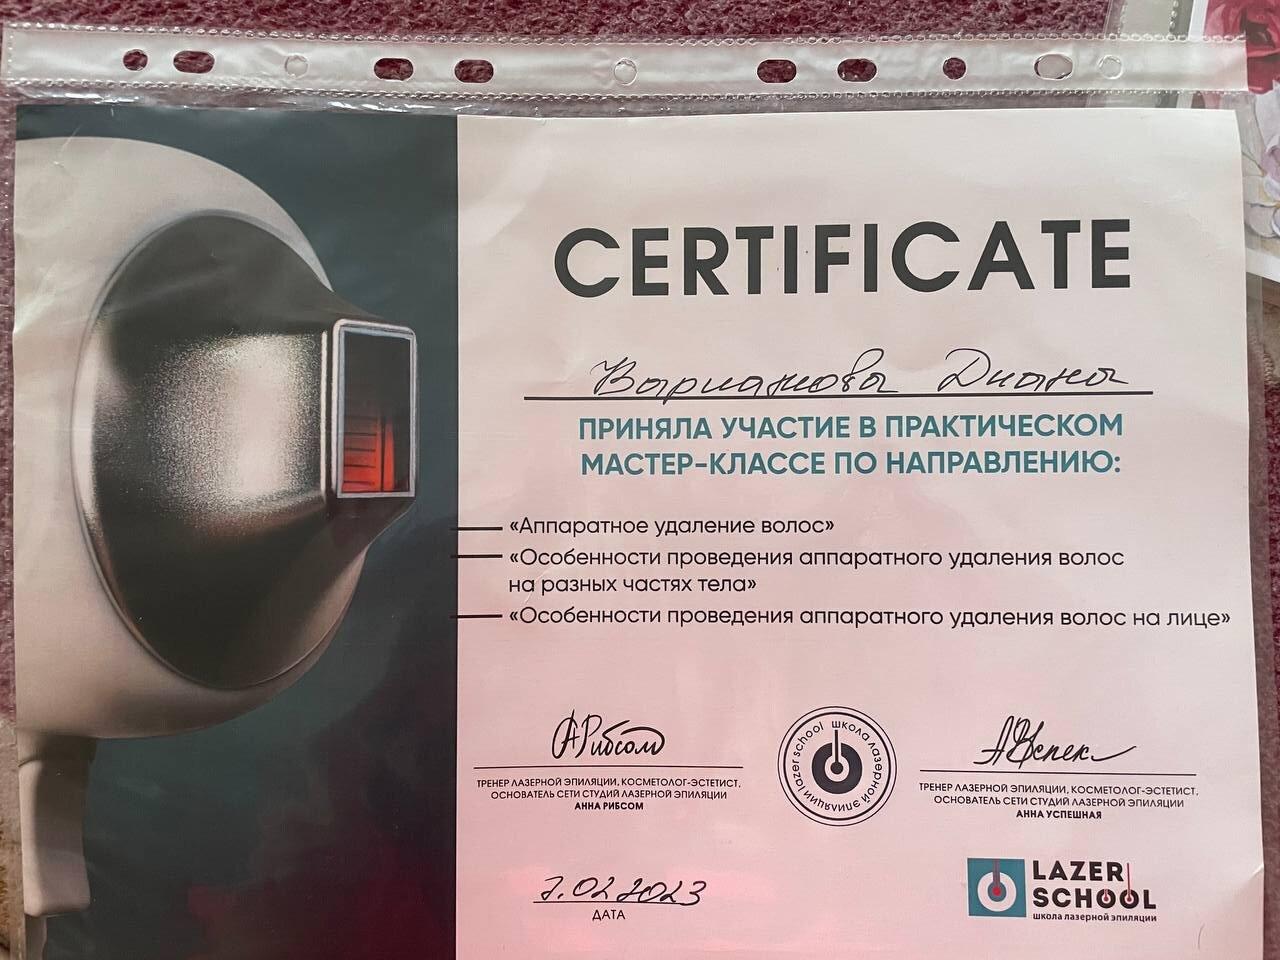 CERTIFICATE
Диана
ПРИНЯЛА УЧАСТИЕ В ПРАКТИЧЕСКОМ
МАСТЕР-КЛАССЕ ПО НАПРАВЛЕНИЮ:
«Аппаратное удаление волос»
«Особенности проведения аппаратного удаления волос
на разных частях тела»
«Особенности проведения аппаратного удаления волос на лице»
АРибсом
АУспеш
ТРЕНЕР ЛАЗЕРНОЙ ЭПИЛЯЦИИ, КОСМЕТОЛОГ-ЭСТЕТИСТ,
ОСНОВАТЕЛЬ СЕТИ СТУДИЙ ЛАЗЕРНОЙ ЭПИЛЯЦИИ
АННА РИБСОМ
lazer school школа лазерной эпиляции
ТРЕНЕР ЛАЗЕРНОЙ ЭПИЛЯЦИИ, КОСМЕТОЛОГ-ЭСТЕТИСТ,
ОСНОВАТЕЛЬ СЕТИ СТУДИЙ ЛАЗЕРНОЙ ЭПИЛЯЦИИ
АННА УСПЕШНАЯ
7.02.2023
ДАТА
LAZER
SCHOOL
школа лазерной эпиляции